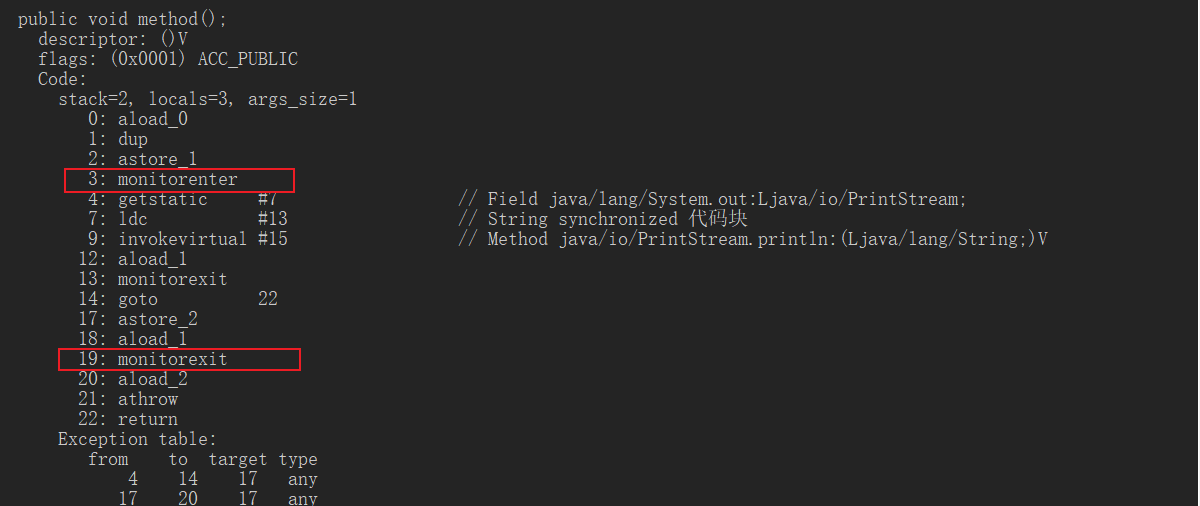 public void method();
descriptor: ()V
flags: (0x0001) ACC_PUBLIC
Code:
stack=2, locals=3, args_size=1
0: aload_0
1: dup
2: astore_1
3: monitorenter
4: getstatic #7 // Field java/lang/System.out:Ljava/io/PrintStream;
7: ldc #13 // String synchronized 代码块
9: invokevirtual #15 // Method java/io/PrintStream.println:(Ljava/lang/String;)V
12: aload_1
13: monitorexit
14: goto 22
17: astore_2
18: aload_1
19: monitorexit
20: aload_2
21: athrow
22: return
Exception table:
from to target type
4 14 17 any
17 20 17 any